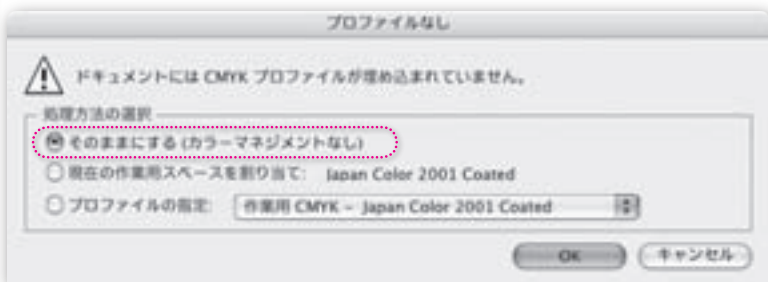 プロファイルなし
ドキュメントには CMYK プロファイルが埋め込まれていません。
処理方法の選択
そのままにする (カラーマネジメントなし)
現在の作業用スペースを割り当て: Japan Color 2001 Coated
プロファイルの指定: 作業用 CMYK - Japan Color 2001 Coated
OK キャンセル